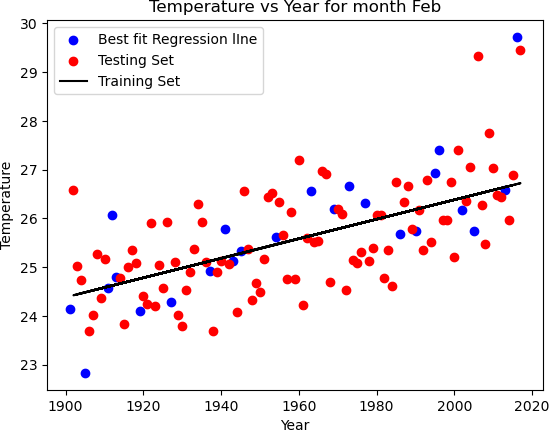 Temperature vs Year for month Feb
Best fit Regression lIne
Testing Set
Training Set
Temperature
30
29
28
27
26
25
24
23
1900
1920
1940
1960
1980
2000
2020
Year